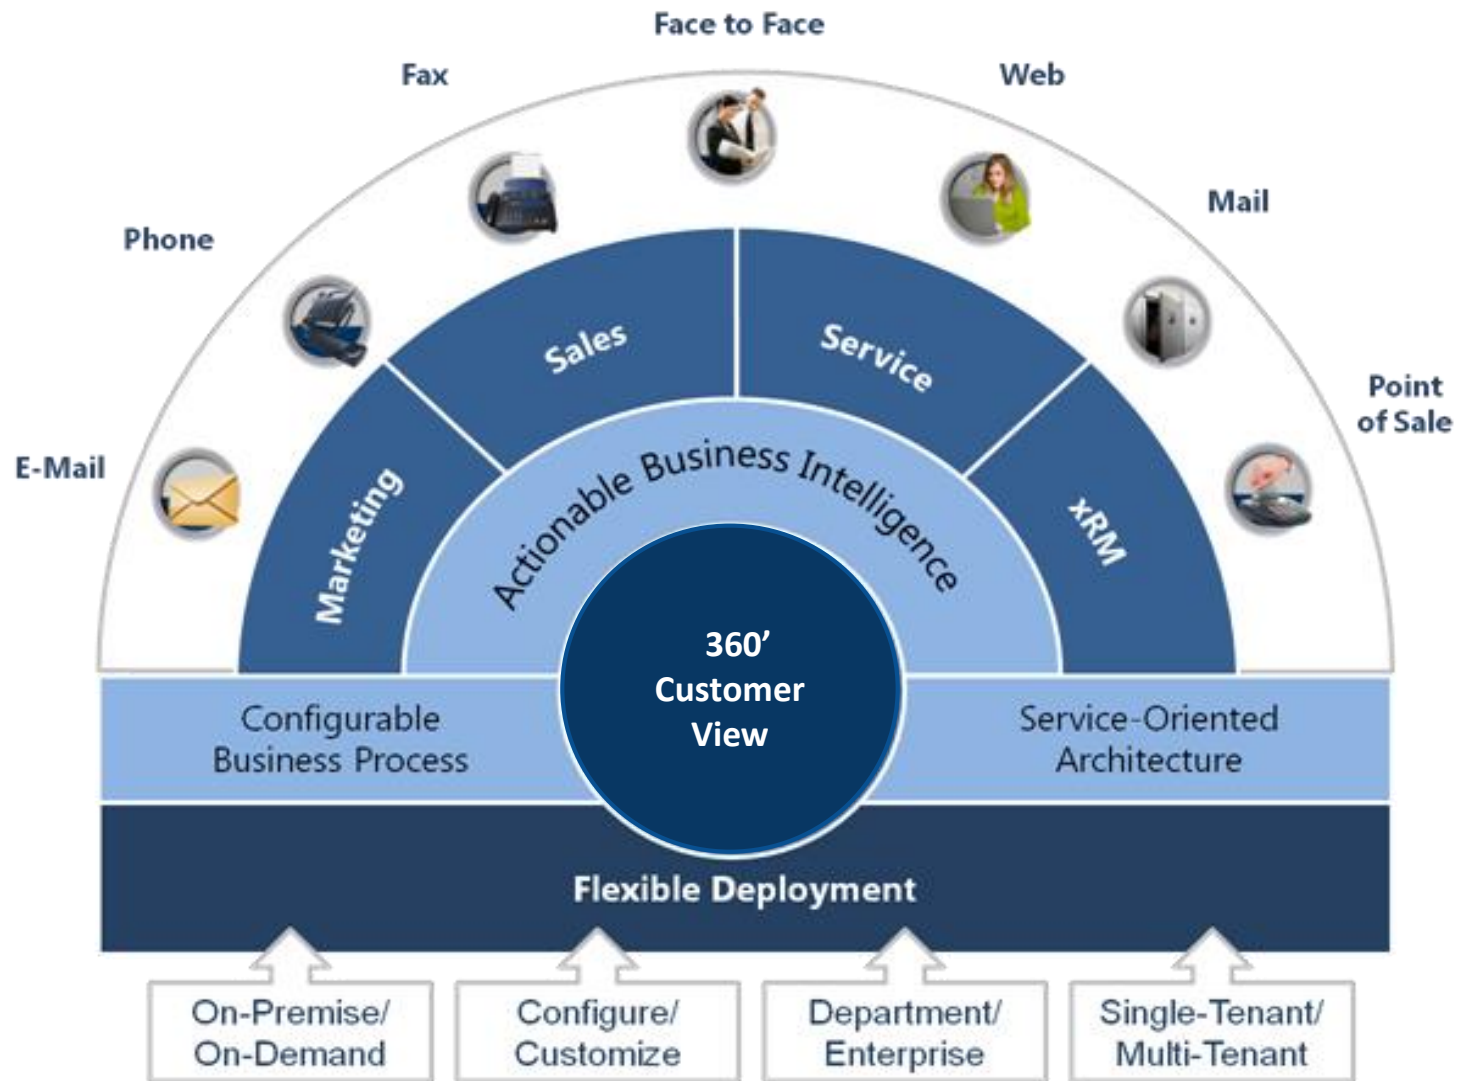 Face to Face
Fax
Web
Phone
Mail
E-Mail
Point
of Sale
Marketing
Sales
Service
xRM
Actionable Business Intelligence
360’
Customer
View
Configurable
Business Process
Service-Oriented
Architecture
Flexible Deployment
On-Premise/
On-Demand
Configure/
Customize
Department/
Enterprise
Single-Tenant/
Multi-Tenant